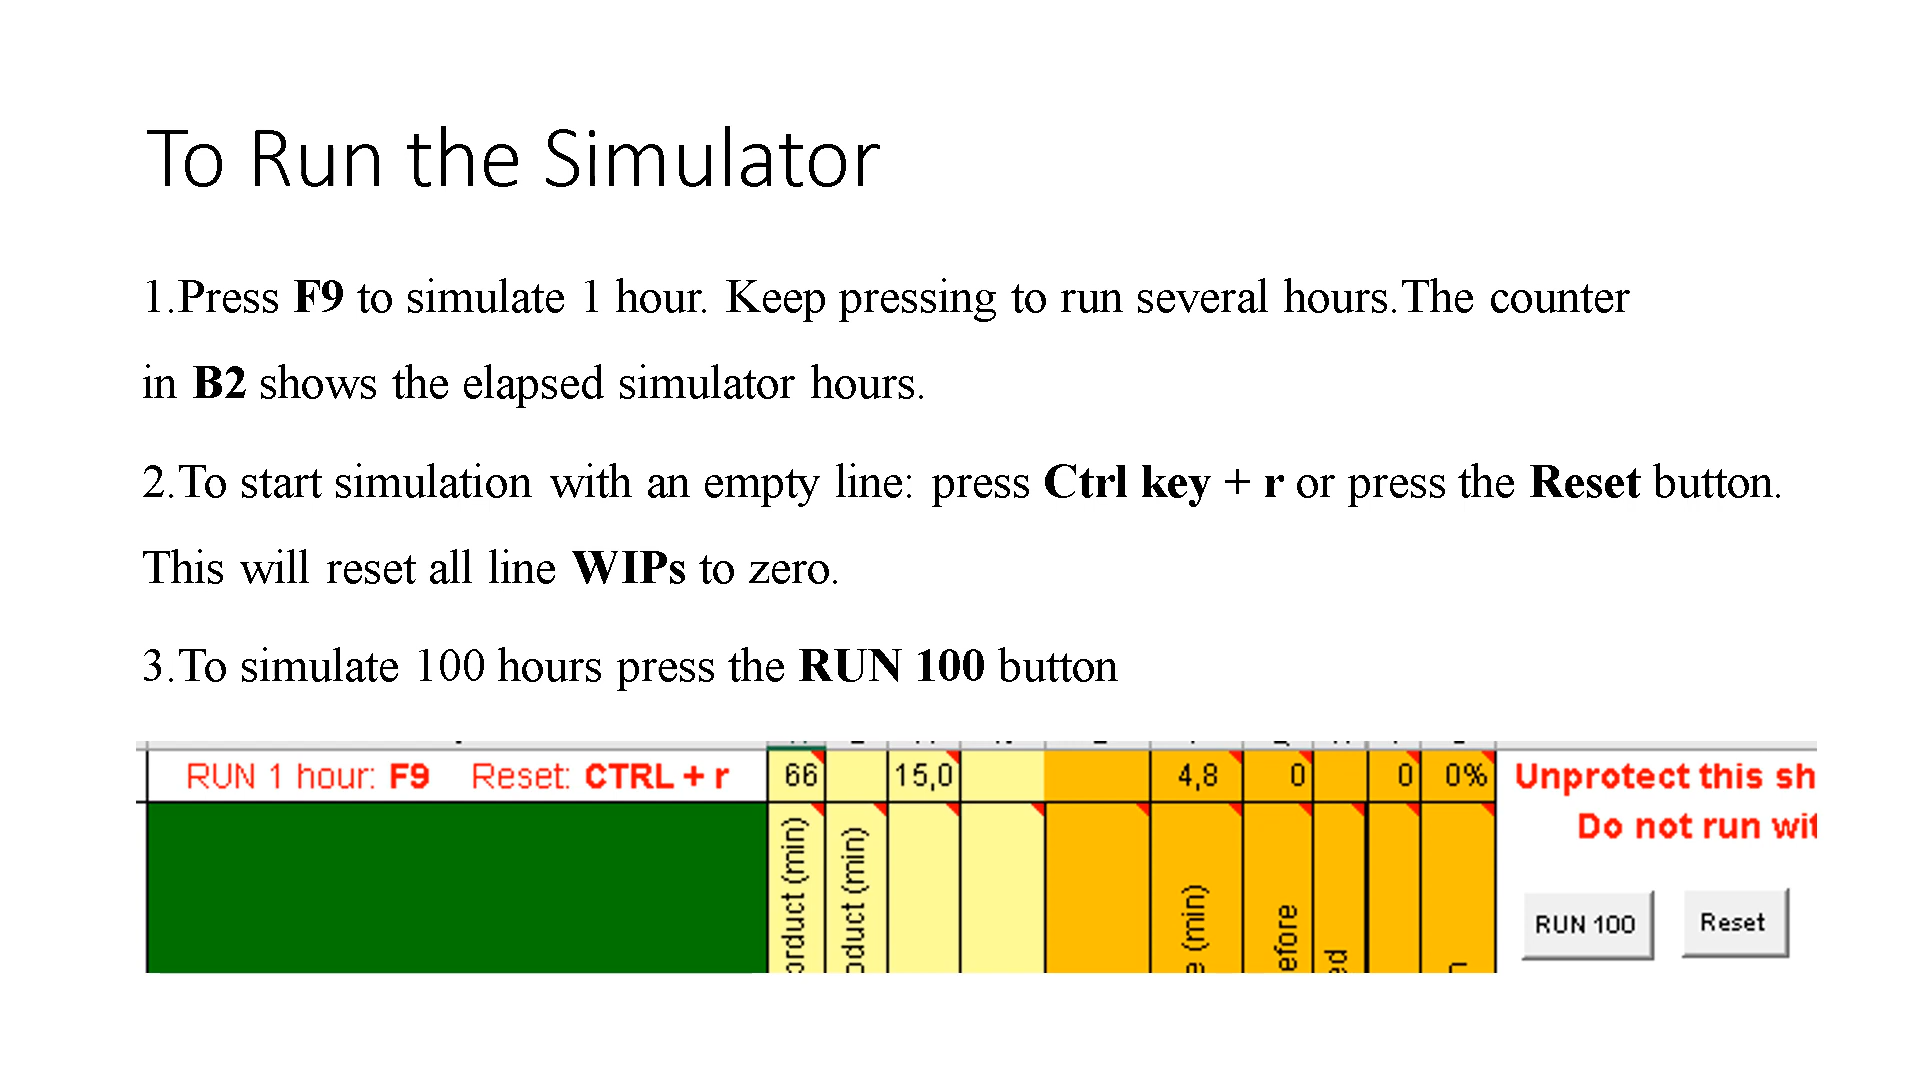 To Run the Simulator
1.Press F9 to simulate 1 hour. Keep pressing to run several hours.The counter
in B2 shows the elapsed simulator hours.
2.To start simulation with an empty line: press Ctrl key + r or press the Reset button.
This will reset all line WIPs to zero.
3.To simulate 100 hours press the RUN 100 button
RUN 1 hour: F9 Reset: CTRL + r 66 15,0 4,8 0 0 0% Unprotect this sh
Do not run wit
orduct (min)
oduct (min)
e (min)
efore
ed
n
RUN 100 Reset